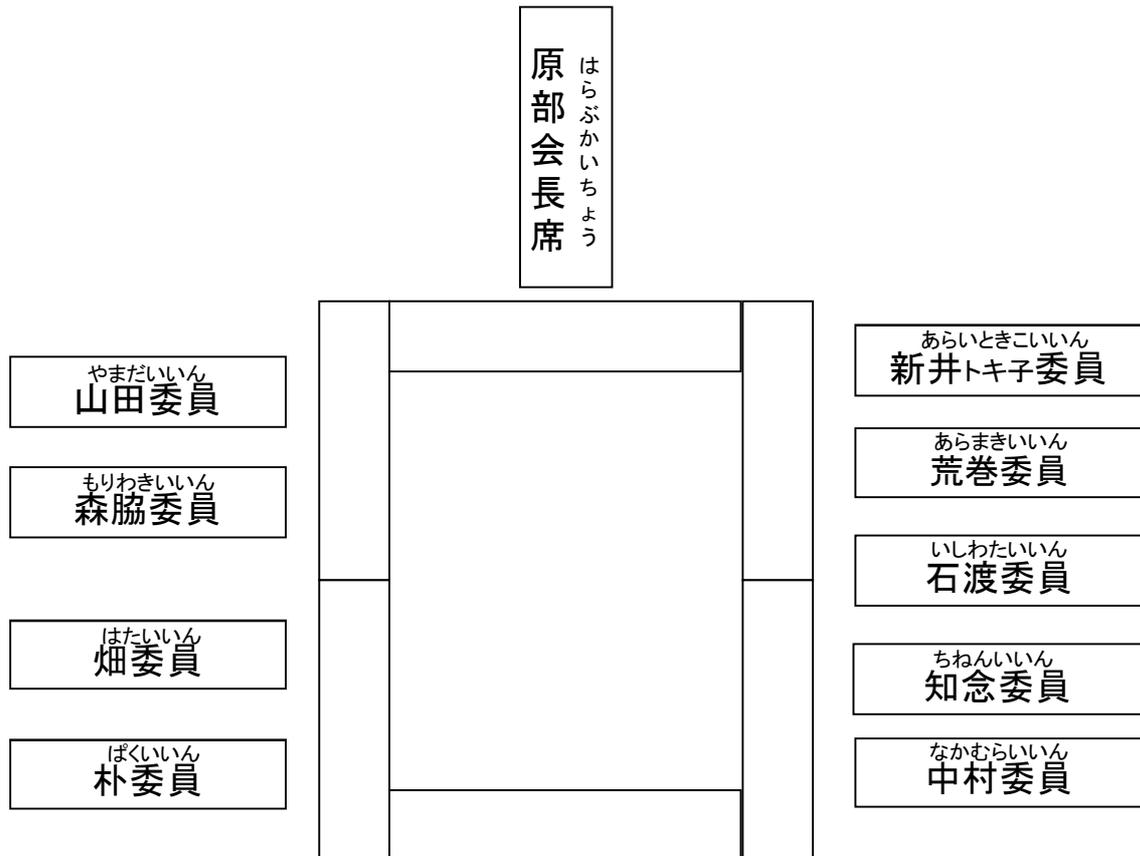 はらぶかいちょう
原部会長席
やまだいいん
山田委員
もりわきいいん
森脇委員
はたいいん
畑委員
ぱくいいん
朴委員
あらいときこいいん
新井トキ子委員
あらまきいいん
荒巻委員
いしわたいいん
石渡委員
ちねんいいん
知念委員
なかむらいいん
中村委員